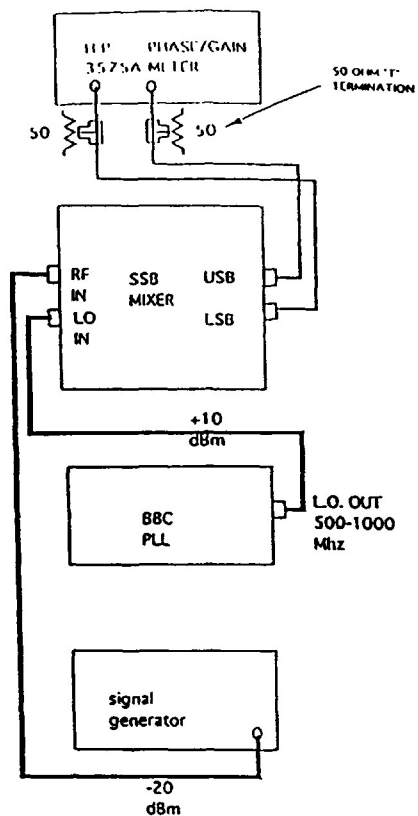 H.P PHASE/GAIN
3575A METER
50 OHM "T"
TERMINATION
50
50
RF
IN
SSB
MIXER
USB
LO
IN
LSB
+10
dBm
BBC
PLL
L.O. OUT
500-1000
Mhz
signal
generator
-20
dBm